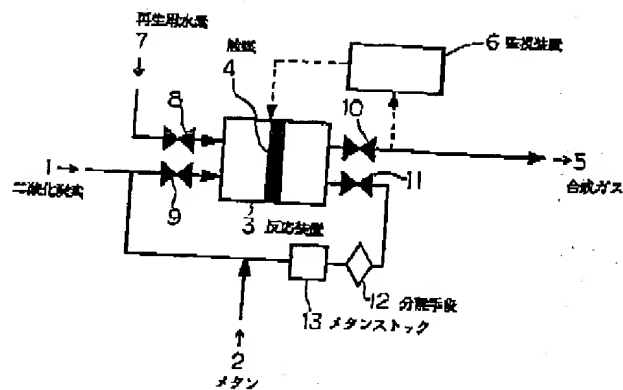 再生用水素
7
触媒
4
6 監視装置
8
10
1
二酸化炭素
5
合成ガス
9
3 反応装置
11
12 分離手段
13 メタンストック
2
メタン